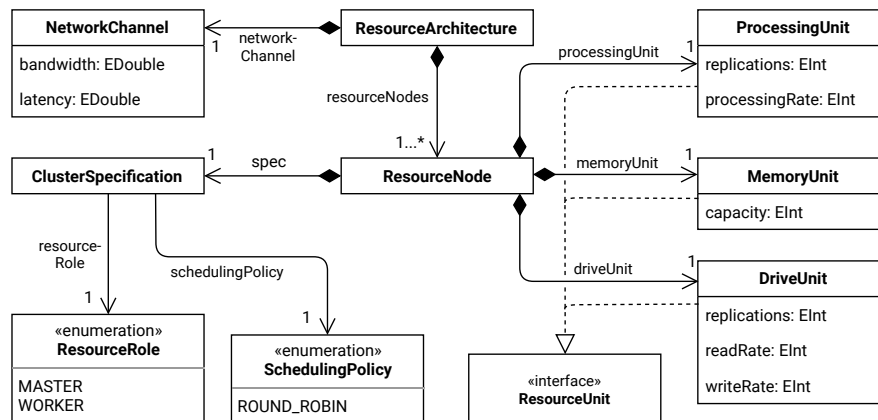 NetworkChannel
bandwidth: EDouble
latency: EDouble
1
network-
Channel
ResourceArchitecture
resourceNodes
1...*
processingUnit
1
ProcessingUnit
replications: EInt
processingRate: EInt
ClusterSpecification
1
spec
ResourceNode
memoryUnit
1
MemoryUnit
capacity: EInt
resource-
Role
1
schedulingPolicy
1
driveUnit
1
DriveUnit
replications: EInt
readRate: EInt
writeRate: EInt
«enumeration»
ResourceRole
MASTER
WORKER
«enumeration»
SchedulingPolicy
ROUND_ROBIN
«interface»
ResourceUnit